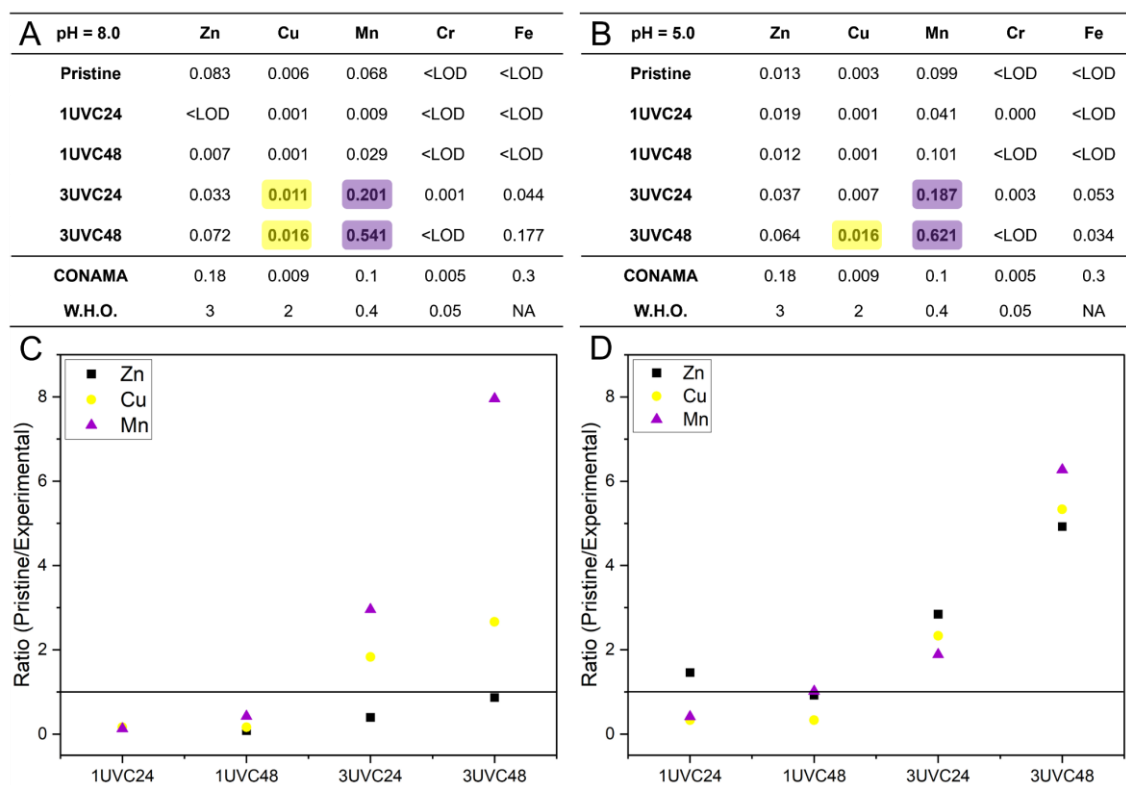 A pH = 8.0 Zn Cu Mn Cr Fe
Pristine 0.083 0.006 0.068 <LOD <LOD
1UVC24 <LOD 0.001 0.009 <LOD <LOD
1UVC48 0.007 0.001 0.029 <LOD <LOD
3UVC24 0.033 0.011 0.201 0.001 0.044
3UVC48 0.072 0.016 0.541 <LOD 0.177
CONAMA 0.18 0.009 0.1 0.005 0.3
W.H.O. 3 2 0.4 0.05 NA
B pH = 5.0 Zn Cu Mn Cr Fe
Pristine 0.013 0.003 0.099 <LOD <LOD
1UVC24 0.019 0.001 0.041 0.000 <LOD
1UVC48 0.012 0.001 0.101 <LOD <LOD
3UVC24 0.037 0.007 0.187 0.003 0.053
3UVC48 0.064 0.016 0.621 <LOD 0.034
CONAMA 0.18 0.009 0.1 0.005 0.3
W.H.O. 3 2 0.4 0.05 NA
C
Zn
Cu
Mn
Ratio (Pristine/Experimental)
8
6
4
2
0
1UVC24 1UVC48 3UVC24 3UVC48
D
Zn
Cu
Mn
Ratio (Pristine/Experimental)
8
6
4
2
0
1UVC24 1UVC48 3UVC24 3UVC48